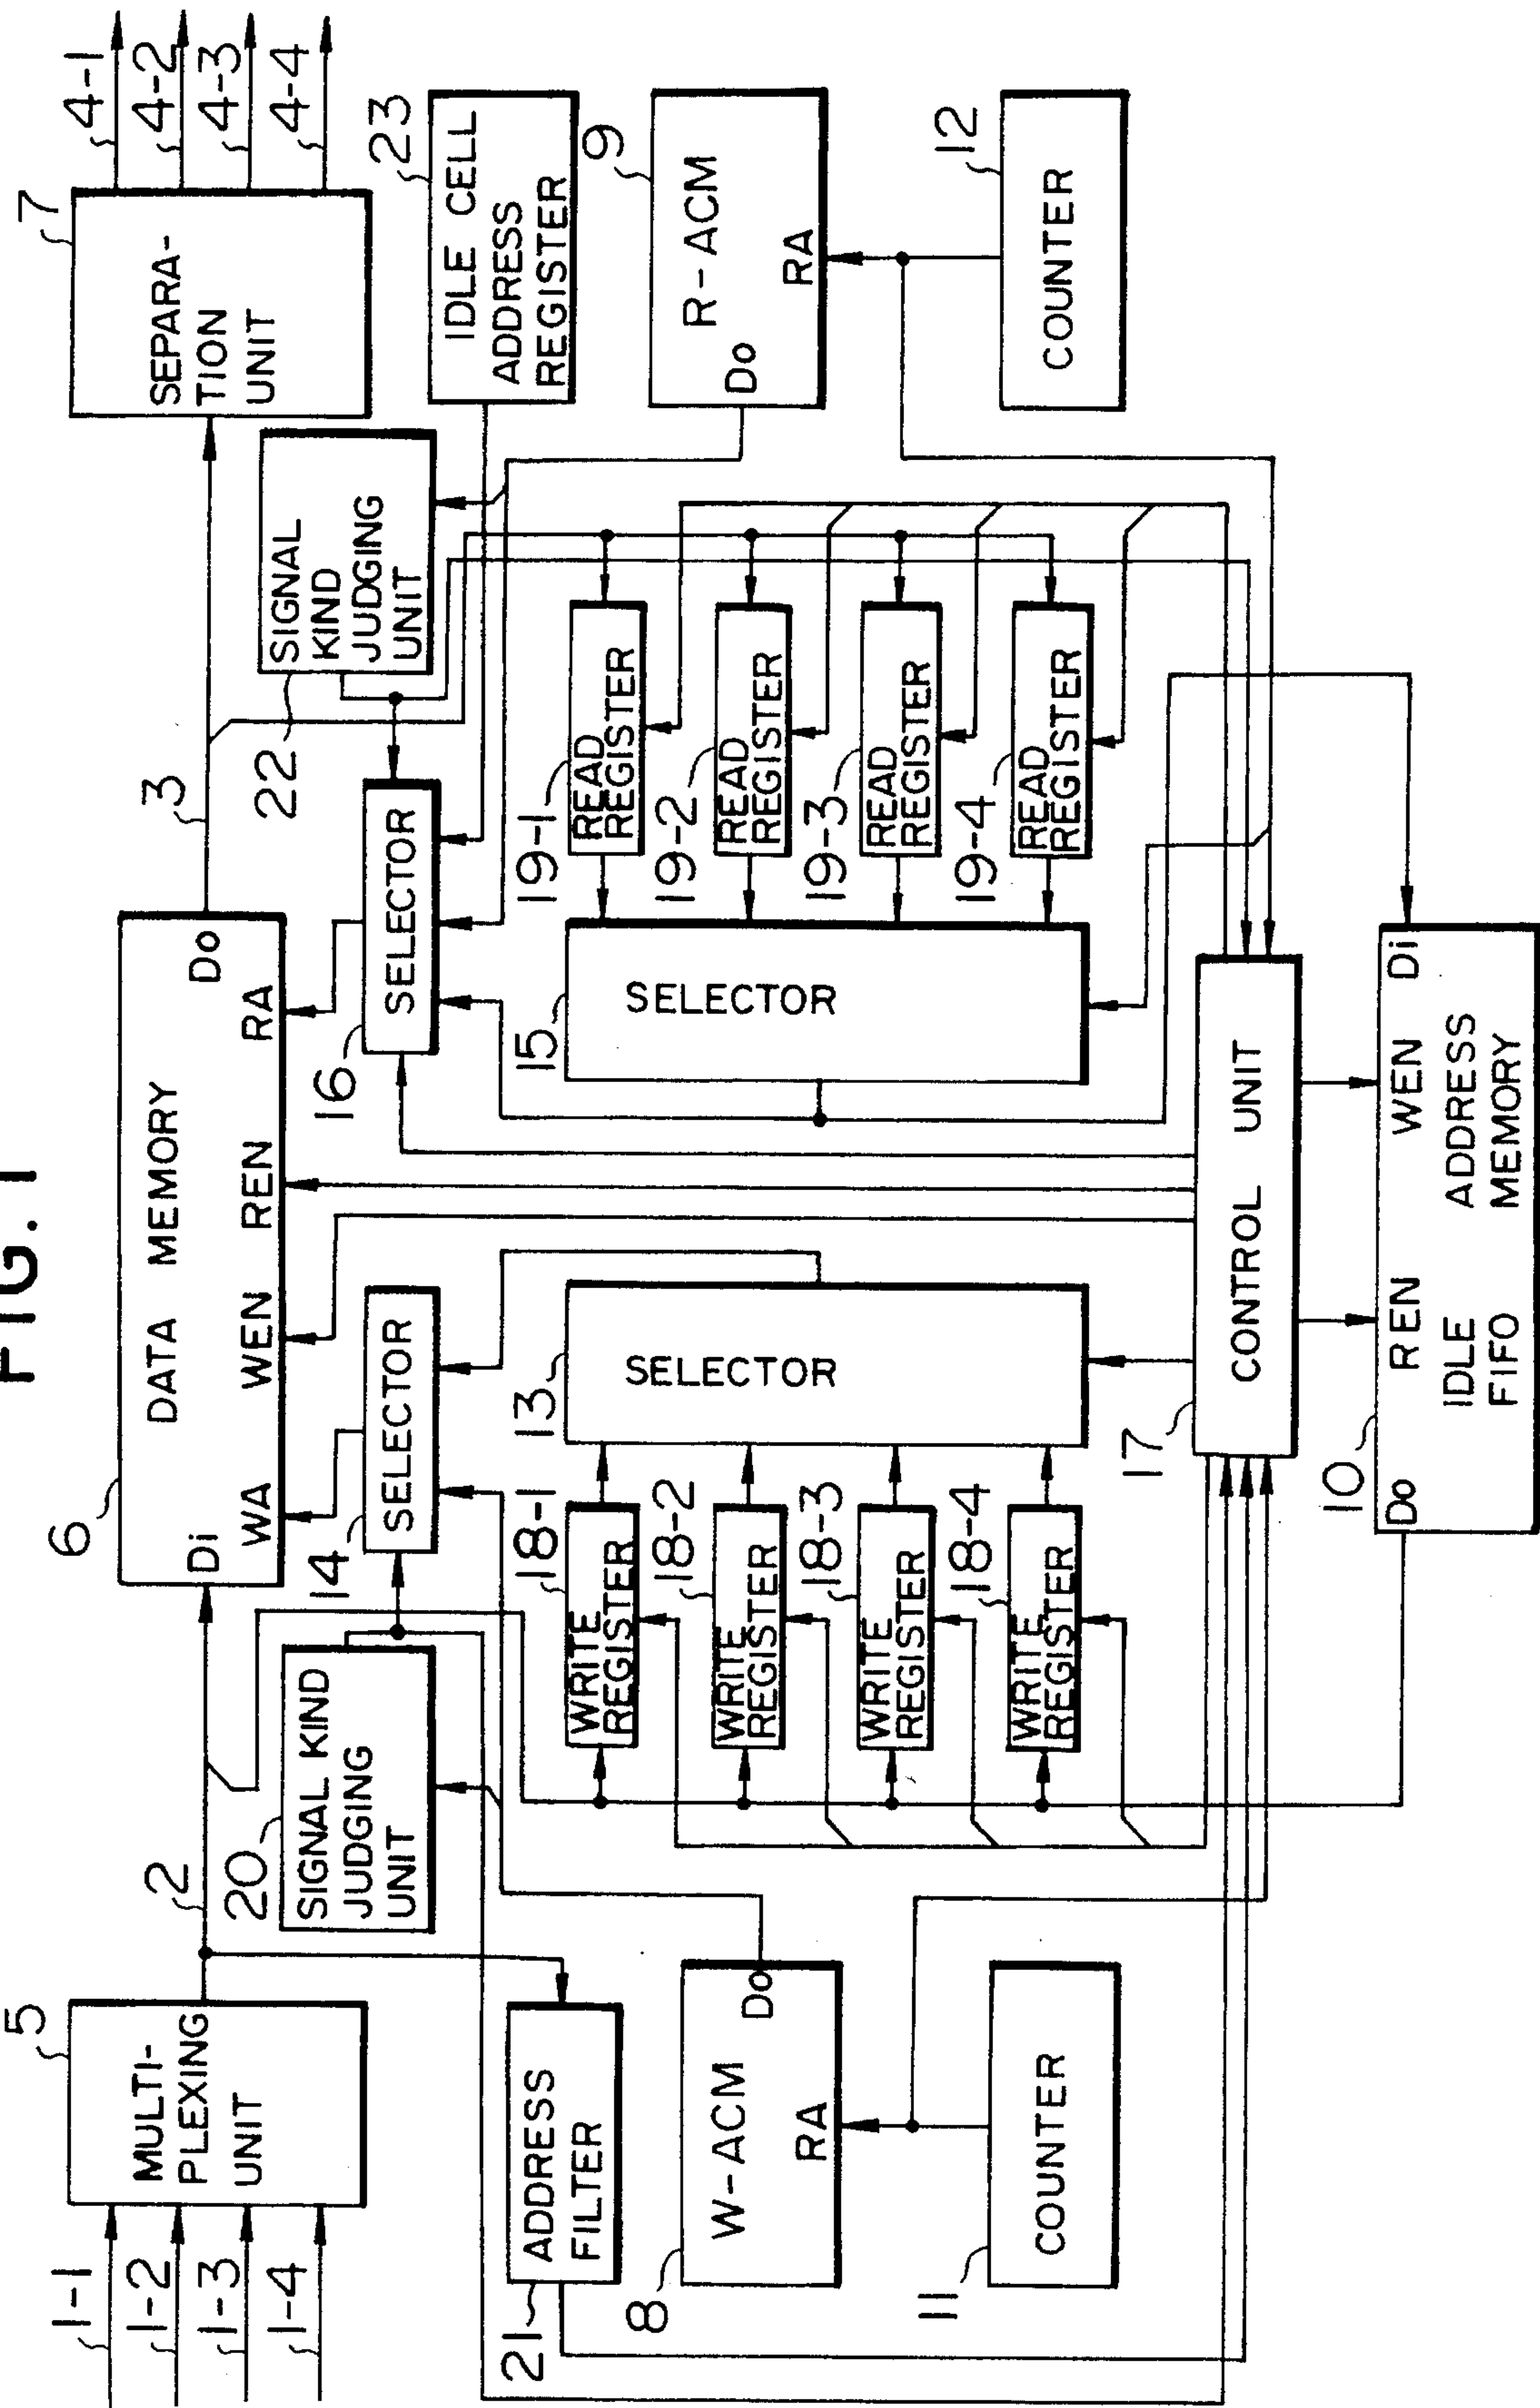 FIG. 1
1-1
1-2
1-3
1-4
5
MULTI-
PLEXING
UNIT
2
20
SIGNAL KIND
JUDGING
UNIT
6
DATA MEMORY
Di
Do
WA
WEN
REN
RA
3
7
SEPARA-
TION
UNIT
4-1
4-2
4-3
4-4
14
SELECTOR
16
SELECTOR
22
SIGNAL
KIND
JUDGING
UNIT
23
IDLE CELL
ADDRESS
REGISTER
21
ADDRESS
FILTER
8
W-ACM
Do
RA
11
COUNTER
18-1
WRITE
REGISTER
18-2
WRITE
REGISTER
18-3
WRITE
REGISTER
18-4
WRITE
REGISTER
13
SELECTOR
15
SELECTOR
19-1
READ
REGISTER
19-2
READ
REGISTER
19-3
READ
REGISTER
19-4
READ
REGISTER
9
R-ACM
Do
RA
12
COUNTER
17
CONTROL UNIT
10
Do
REN
WEN
Di
IDLE ADDRESS
FIFO MEMORY